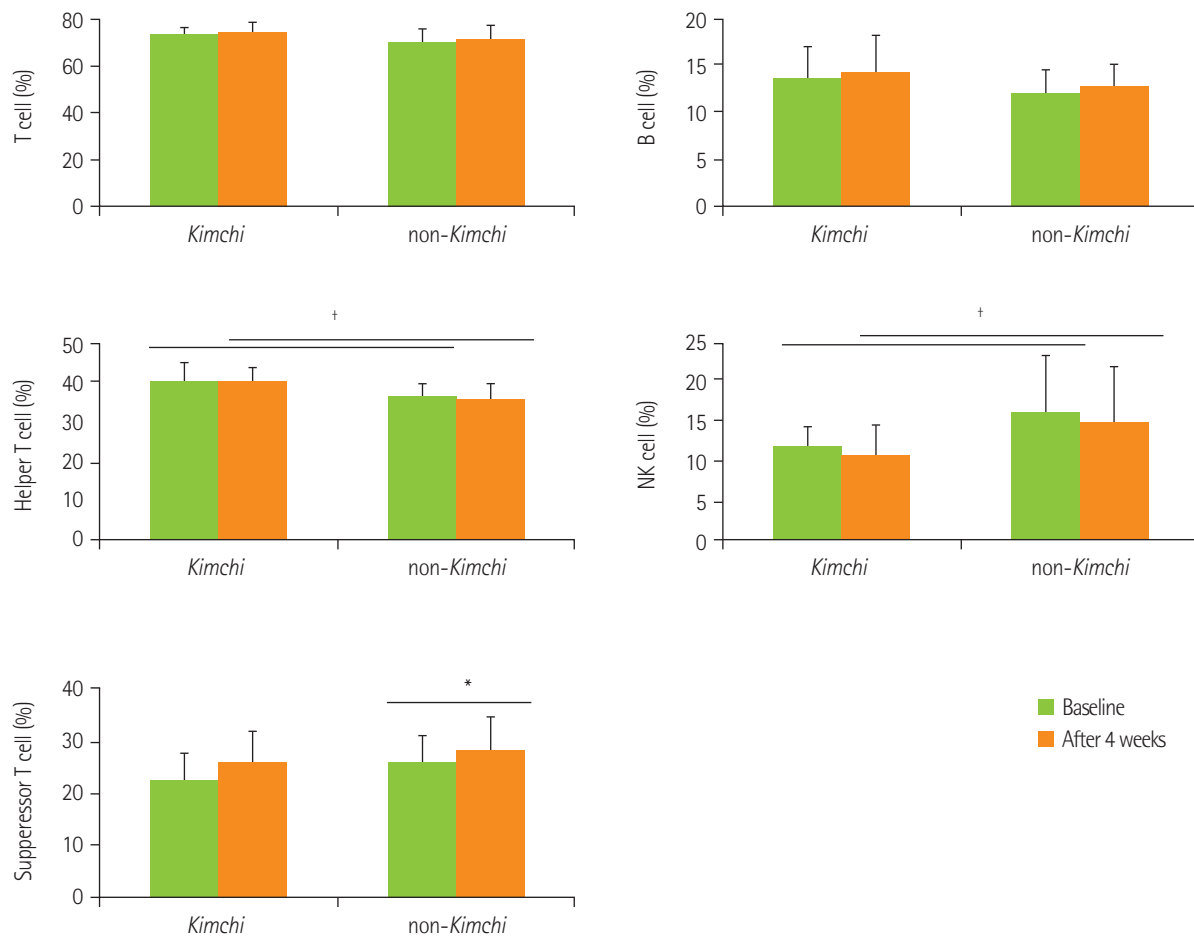 T cell (%)
80
60
40
20
0
Kimchi non-Kimchi
B cell (%)
20
15
10
5
0
Kimchi non-Kimchi
†
Helper T cell (%)
50
40
30
20
10
0
Kimchi non-Kimchi
†
NK cell (%)
25
20
15
10
5
0
Kimchi non-Kimchi
*
Supperessor T cell (%)
40
30
20
10
0
Kimchi non-Kimchi
Baseline
After 4 weeks